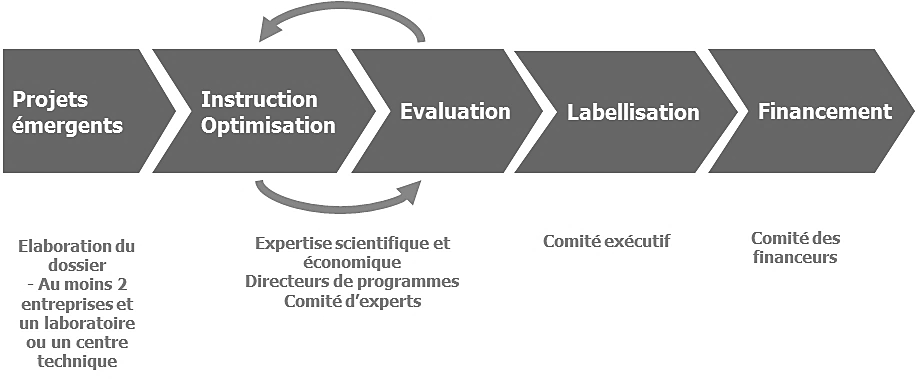 Projets
émergents
Instruction
Optimisation
Evaluation
Labellisation
Financement
Elaboration du
dossier
- Au moins 2
entreprises et
un laboratoire
ou un centre
technique
Expertise scientifique et
économique
Directeurs de programmes
Comité d'experts
Comité exécutif
Comité des
financeurs